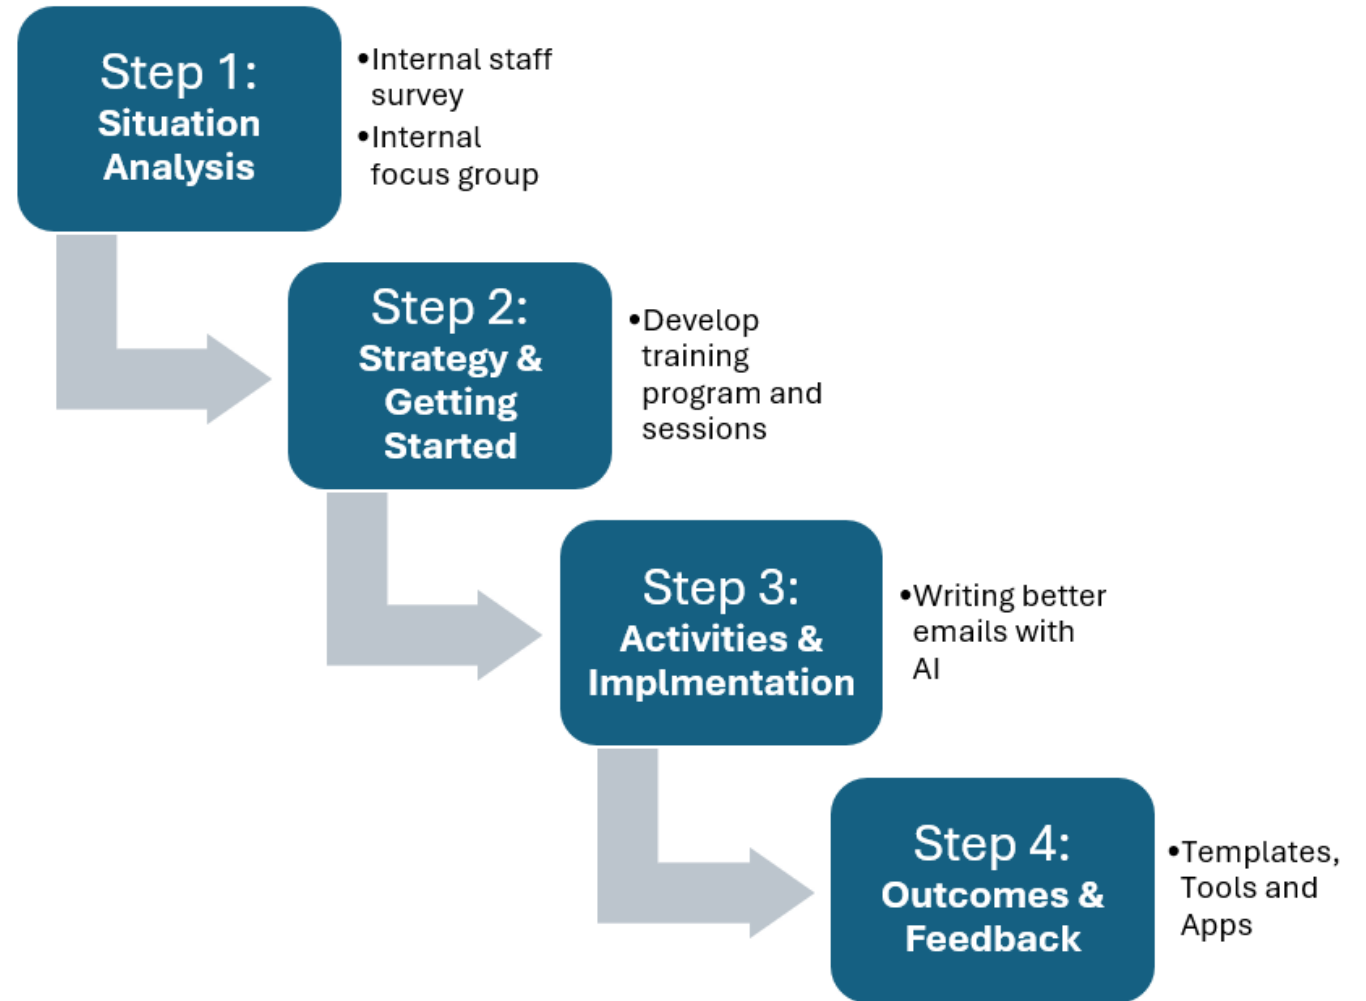 Step 1:
Situation
Analysis
•Internal staff
survey
•Internal
focus group
Step 2:
Strategy &
Getting
Started
•Develop
training
program and
sessions
Step 3:
Activities &
Implmentation
•Writing better
emails with
AI
Step 4:
Outcomes &
Feedback
•Templates,
Tools and
Apps